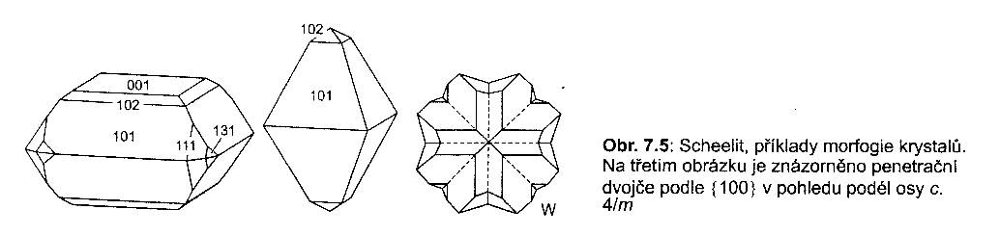 102
001
102
101
101
131
111
W
Obr. 7.5: Scheelit, příklady morfogie krystalů.
Na třetím obrázku je znázorněno penetrační
dvojče podle {100} v pohledu podél osy c.
4/m